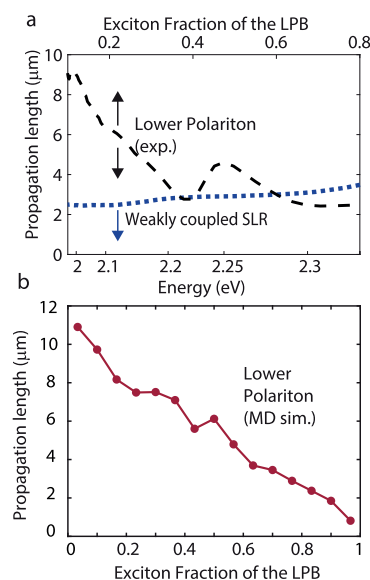 a
Exciton Fraction of the LPB
0 0.2 0.4 0.6 0.8
Propagation length (μm)
10
8
6
4
2
0
Lower Polariton
(exp.)
Weakly coupled SLR
2 2.1 2.2 2.25 2.3
Energy (eV)
b
Propagation length (μm)
12
10
8
6
4
2
0
Lower
Polariton
(MD sim.)
0 0.2 0.4 0.6 0.8 1
Exciton Fraction of the LPB